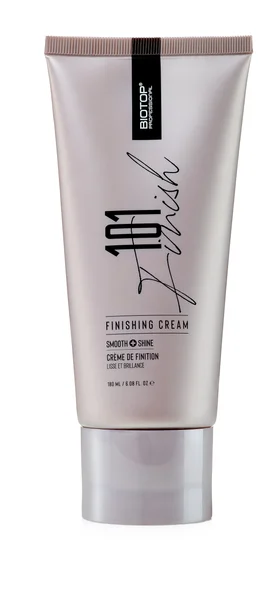 BIOTOP®
PROFESSIONAL
101
Finish
FINISHING CREAM
SMOOTH + SHINE
CRÈME DE FINITION
LISSE ET BRILLANCE
180 ML / 6.08 FL. OZ ℮